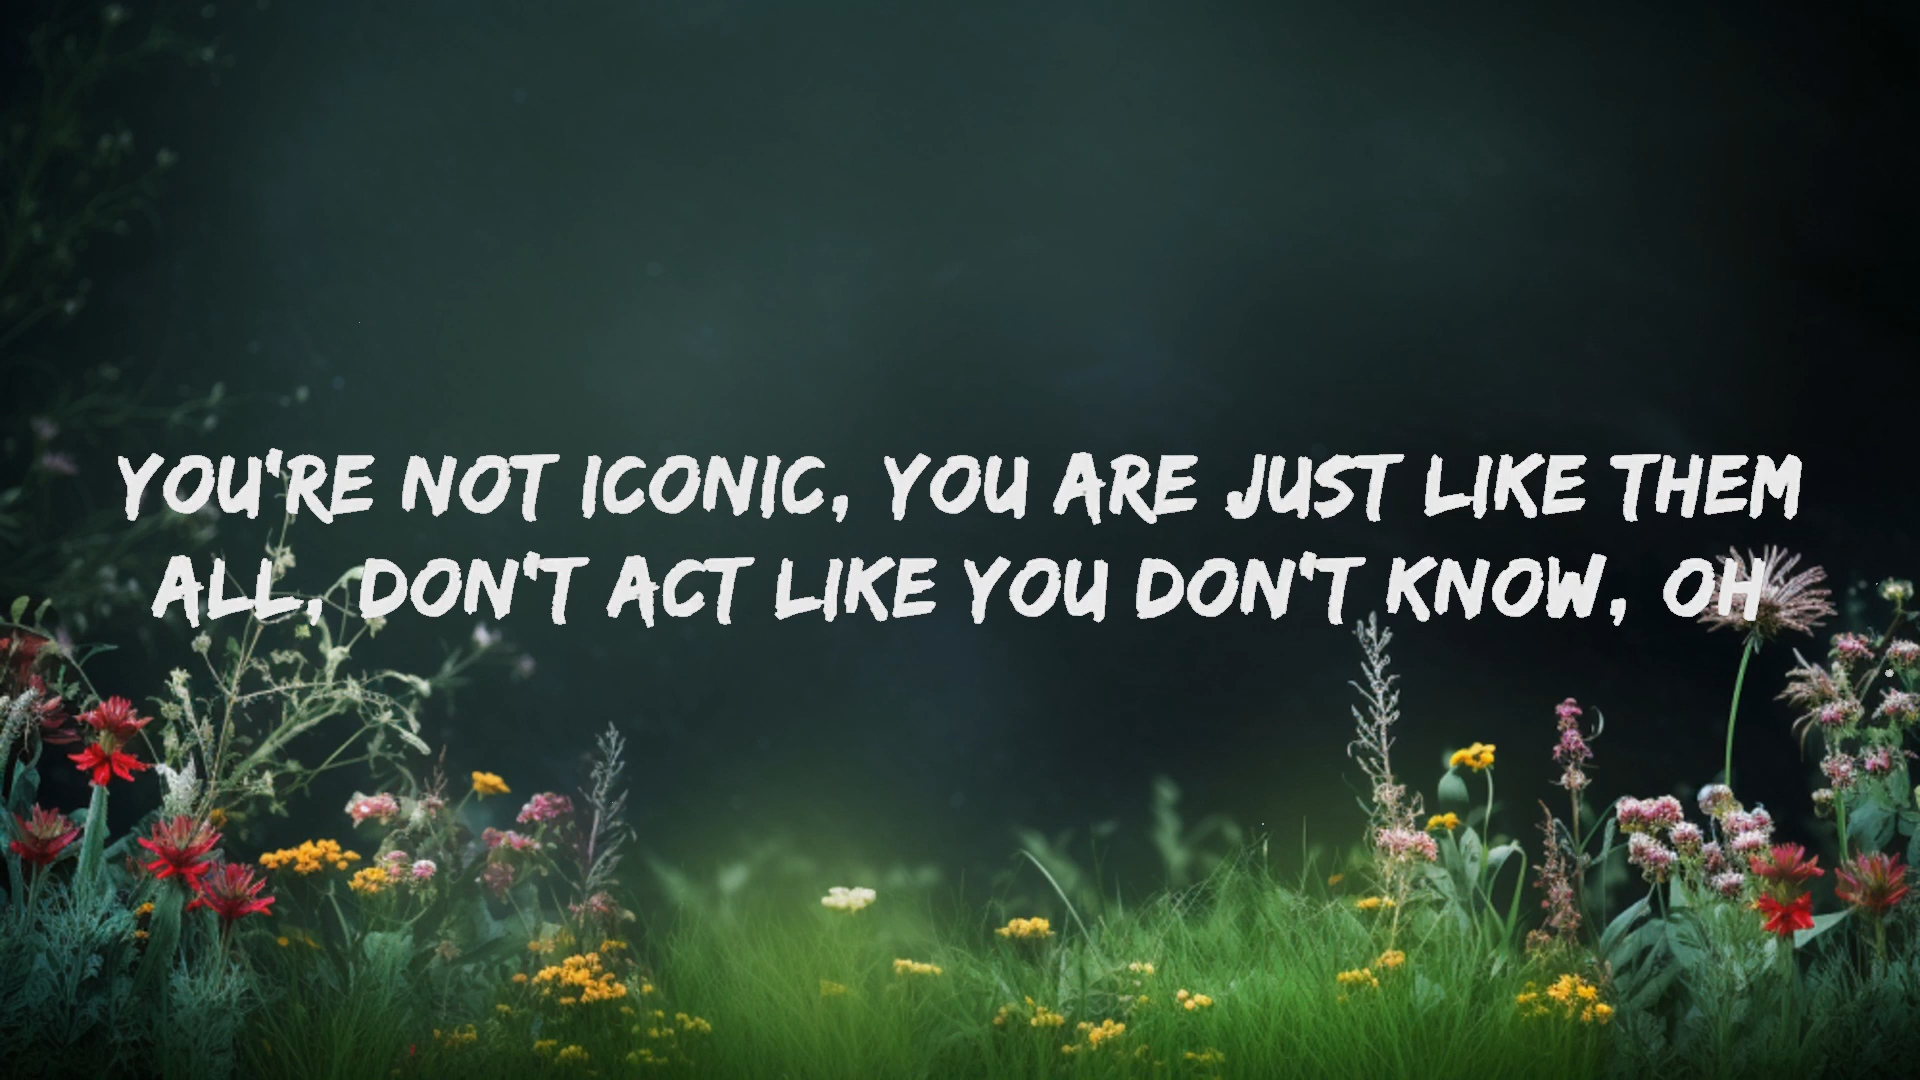 YOU'RE NOT ICONIC, YOU ARE JUST LIKE THEM
ALL, DON'T ACT LIKE YOU DON'T KNOW, OH